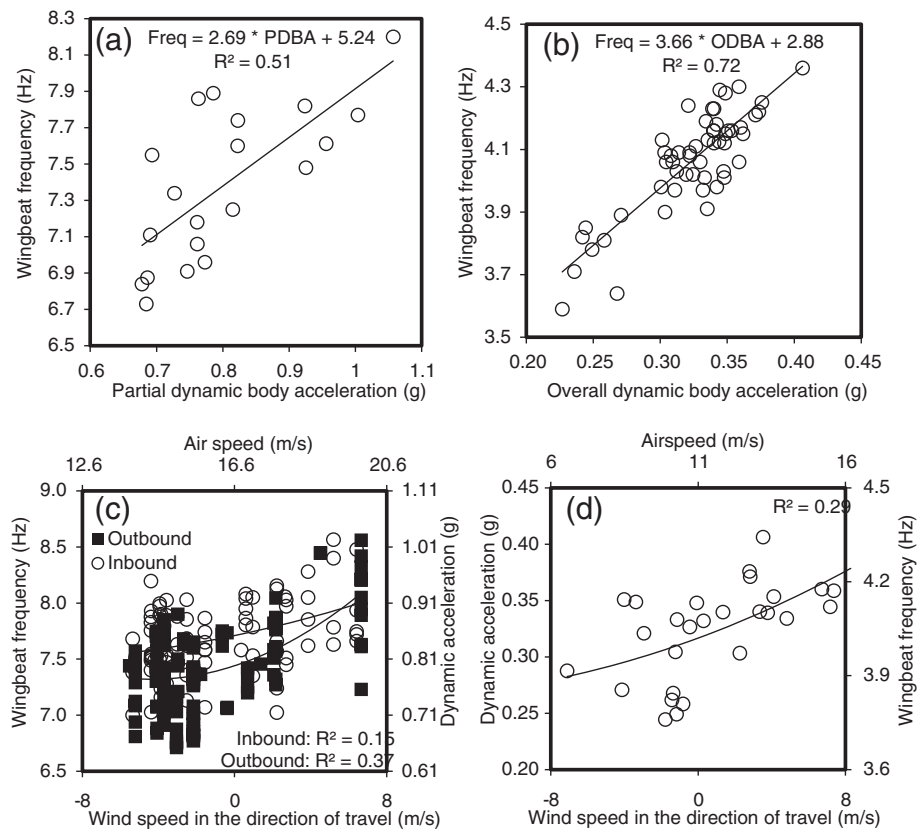 (a)
Freq = 2.69 * PDBA + 5.24
R² = 0.51
Wingbeat frequency (Hz)
8.3
7.9
7.7
7.5
7.3
7.1
6.9
6.7
6.5
0.6 0.7 0.8 0.9 1 1.1
Partial dynamic body acceleration (g)
(b)
Freq = 3.66 * ODBA + 2.88
R² = 0.72
Wingbeat frequency (Hz)
4.5
4.3
4.1
3.9
3.7
3.5
0.20 0.25 0.30 0.35 0.40 0.45
Overall dynamic body acceleration (g)
Air speed (m/s)
12.6 16.6 20.6
(c)
Outbound
Inbound
Wingbeat frequency (Hz)
9.0
8.5
8.0
7.5
7.0
6.5
1.11
1.01
0.91
0.81
0.71
0.61
Dynamic acceleration (g)
Inbound: R² = 0.15
Outbound: R² = 0.37
-8 -4 0 4 8
Wind speed in the direction of travel (m/s)
Airspeed (m/s)
6 11 16
(d)
R² = 0.29
Dynamic acceleration (g)
0.45
0.40
0.35
0.30
0.25
0.20
4.5
4.2
3.9
3.6
Wingbeat frequency (Hz)
-8 -4 0 4 8
Wind speed in the direction of travel (m/s)